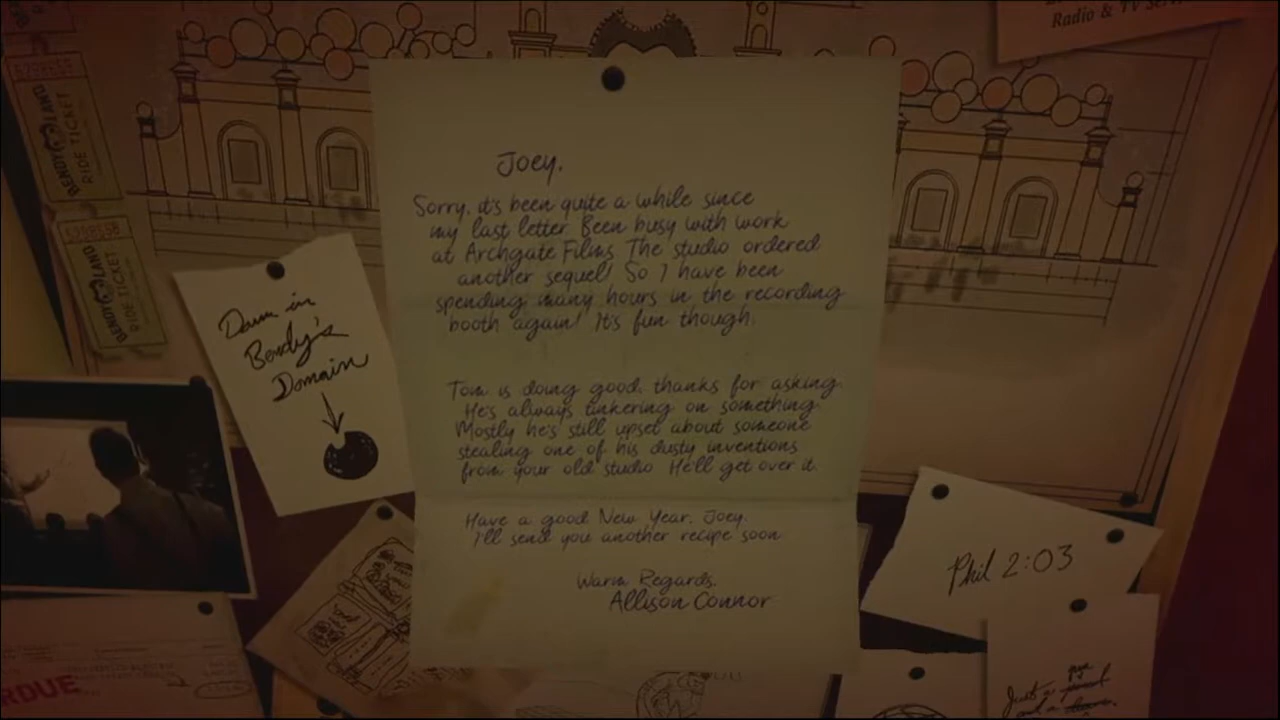 Radio & TV
BENDY LAND
RIDE TICKET
BENDY LAND
RIDE TICKET
Joey,
Sorry, it's been quite a while since
my last letter. Been busy with work
at Archgate Films. The studio ordered
another sequel! So I have been
spending many hours in the recording
booth again! It's fun though.
Tom is doing good, thanks for asking.
He's always tinkering on something.
Mostly he's still upset about someone
stealing one of his dusty inventions
from your old studio. He'll get over it.
Have a good New Year, Joey.
I'll send you another recipe soon.
Warm Regards,
Allison Connor
Down in
Bendy's
Domain
Phil 2:03
Just a